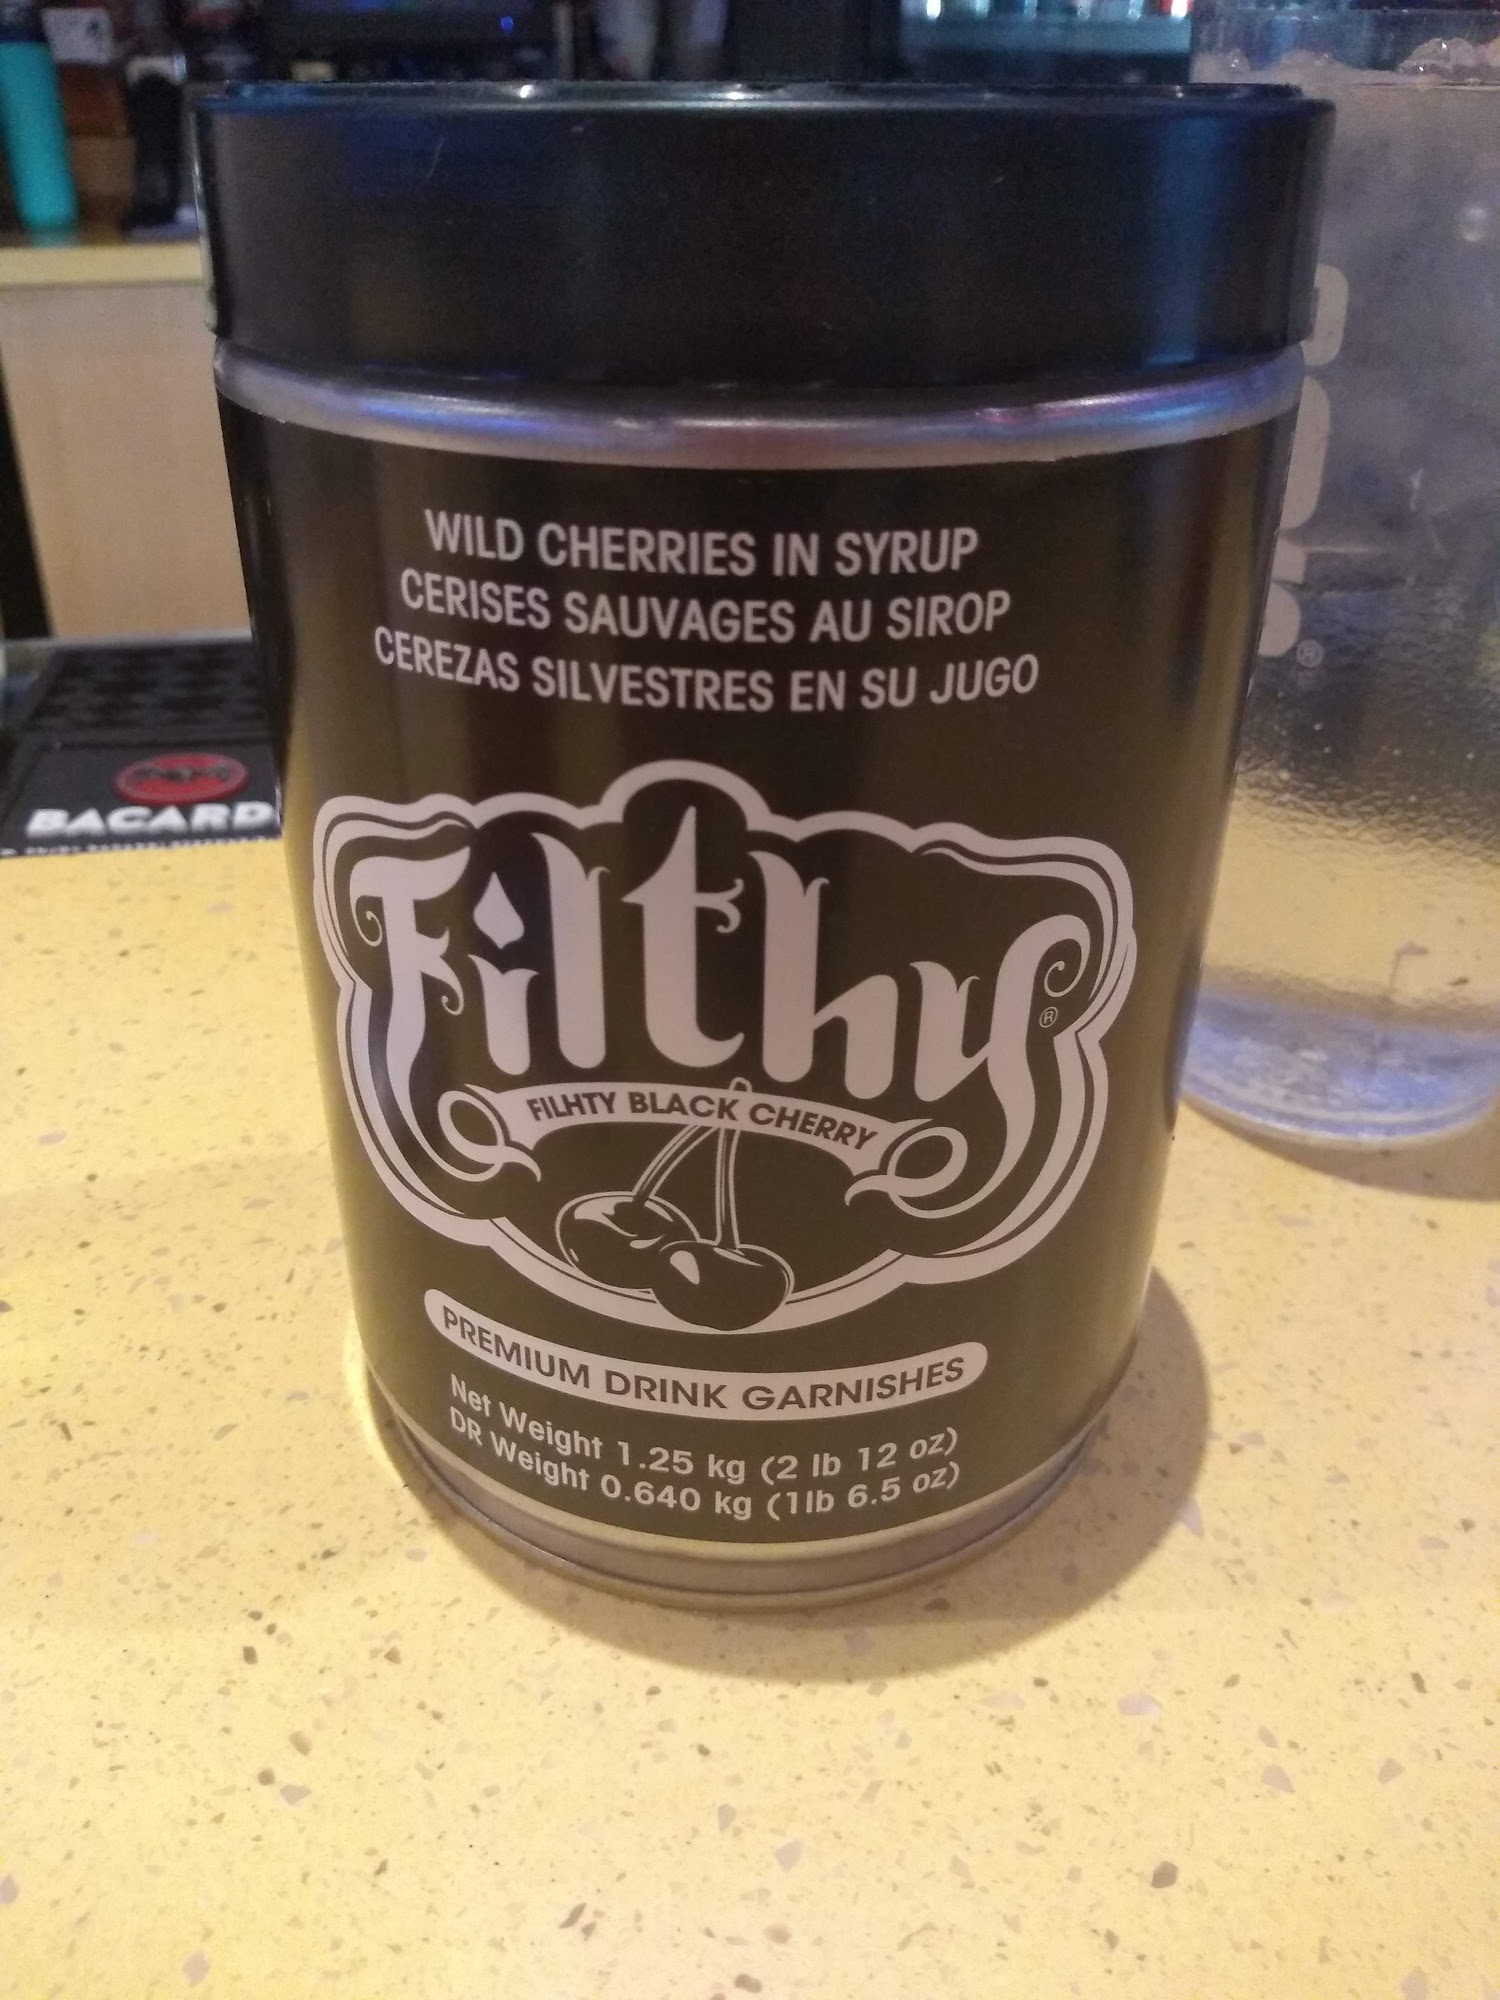 WILD CHERRIES IN SYRUP
CERISES SAUVAGES AU SIROP
CEREZAS SILVESTRES EN SU JUGO
Filthy®
FILHTY BLACK CHERRY
PREMIUM DRINK GARNISHES
Net Weight 1.25 kg (2 lb 12 oz)
DR Weight 0.640 kg (1lb 6.5 oz)
BACARD